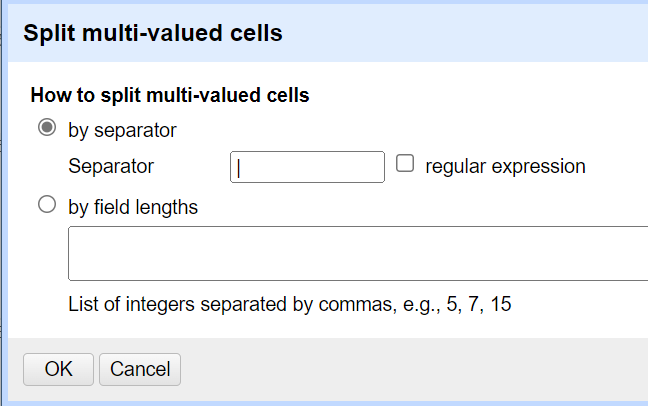 Split multi-valued cells
How to split multi-valued cells
by separator
Separator | regular expression
by field lengths
List of integers separated by commas, e.g., 5, 7, 15
OK Cancel